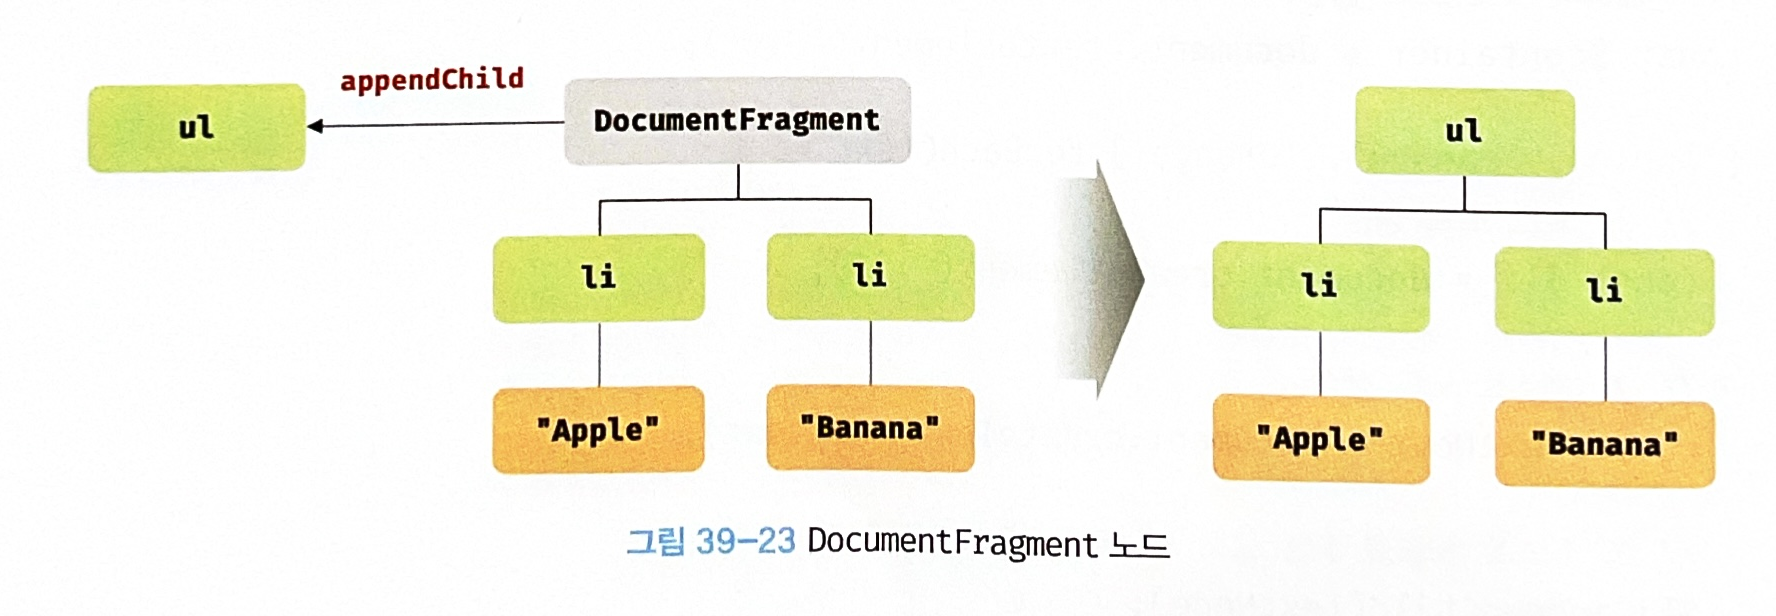 appendChild
ul
DocumentFragment
ul
li
li
li
li
"Apple"
"Banana"
"Apple"
"Banana"
그림 39-23 DocumentFragment 노드